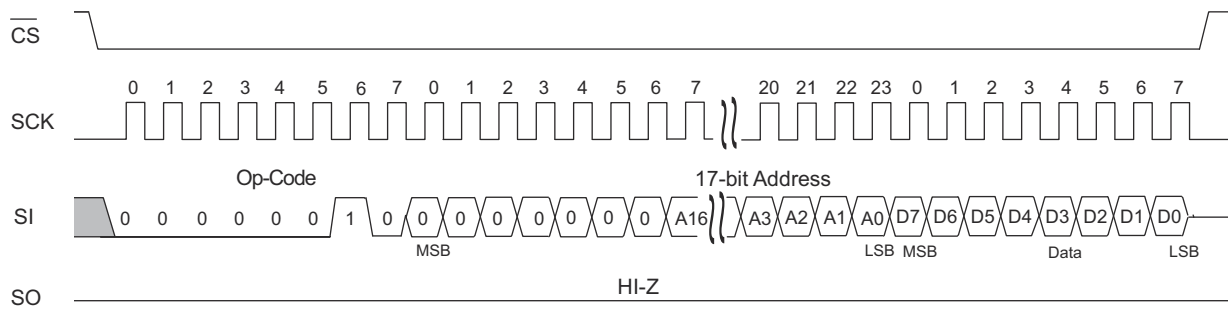 CS
0 1 2 3 4 5 6 7 0 1 2 3 4 5 6 7 20 21 22 23 0 1 2 3 4 5 6 7
SCK
Op-Code 17-bit Address
SI 0 0 0 0 0 0 1 0 0 0 0 0 0 0 0 A16 A3 A2 A1 A0 D7 D6 D5 D4 D3 D2 D1 D0
MSB LSB MSB Data LSB
HI-Z
SO